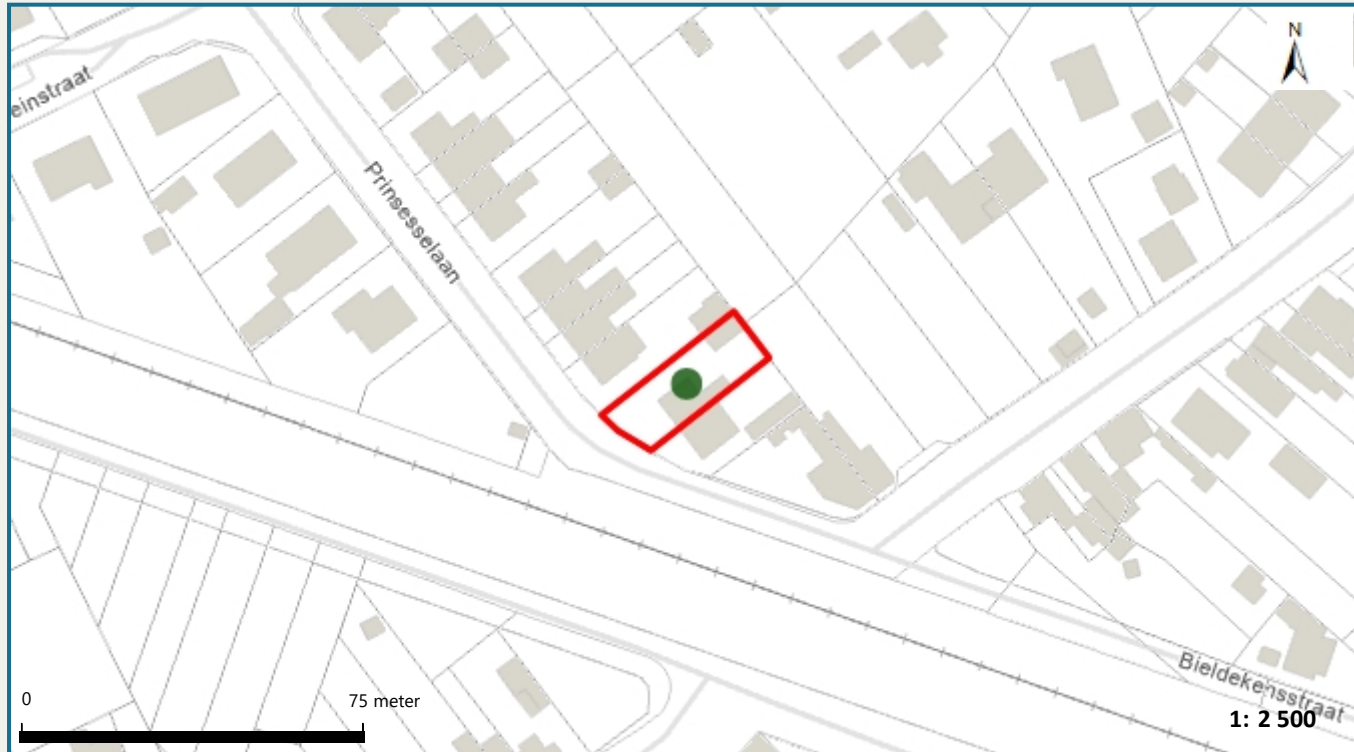 N
einstraat
Prinsesselaan
Bieldekensstraat
0
75 meter
1: 2 500